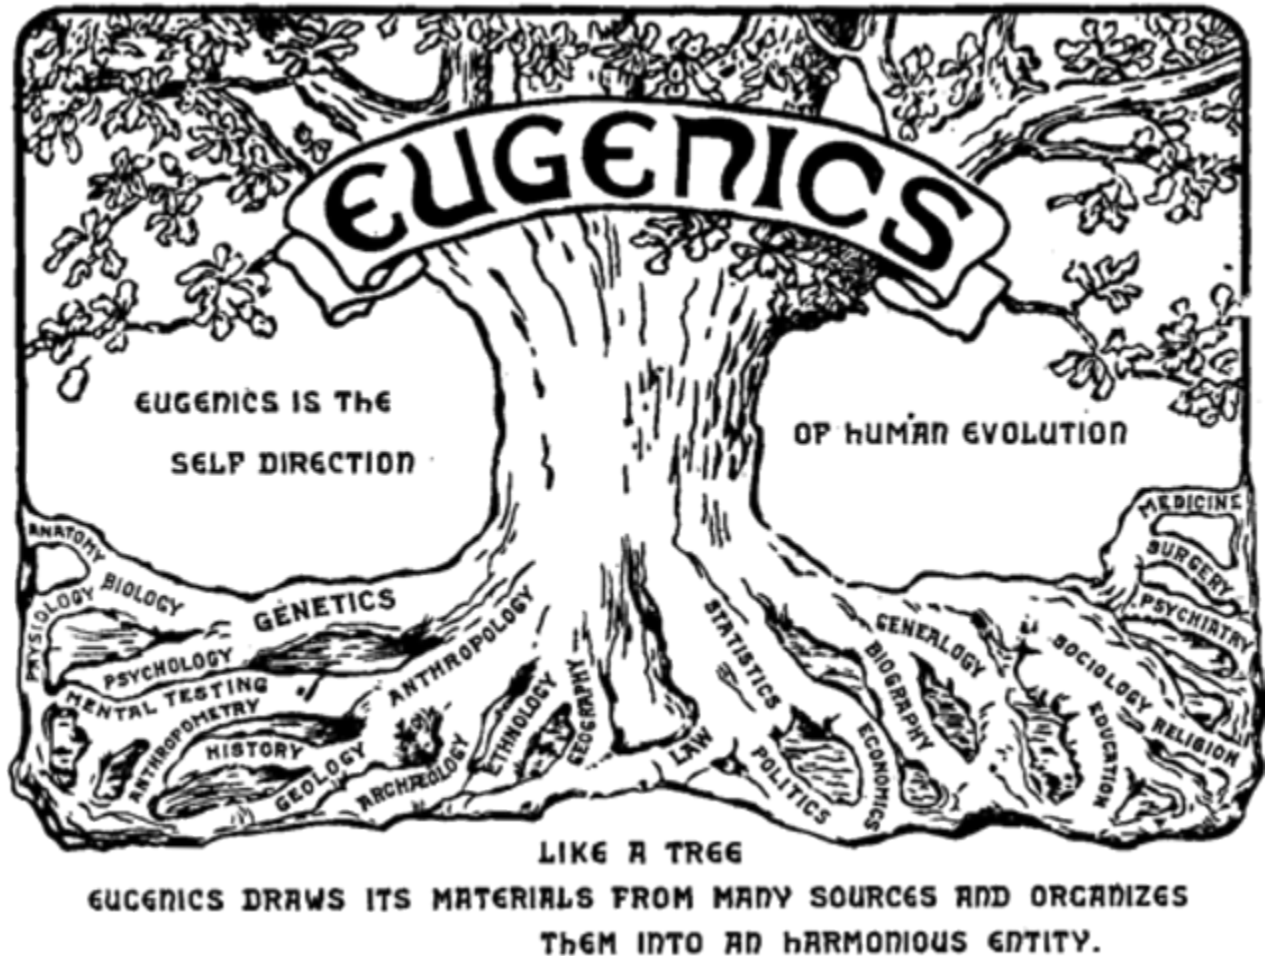 EUGENICS
EUGENICS IS THE
SELF DIRECTION
OF HUMAN EVOLUTION
ANATOMY
BIOLOGY
PHYSIOLOGY
GENETICS
PSYCHOLOGY
MENTAL TESTING
ANTHROPOMETRY
HISTORY
GEOLOGY
ANTHROPOLOGY
ARCHÆOLOGY
ETHNOLOGY
GEOGRAPHY
LAW
STATISTICS
POLITICS
ECONOMICS
BIOGRAPHY
GENEALOGY
EDUCATION
SOCIOLOGY
RELIGION
PSYCHIATRY
SURGERY
MEDICINE
LIKE A TREE
EUGENICS DRAWS ITS MATERIALS FROM MANY SOURCES AND ORGANIZES
THEM INTO AN HARMONIOUS ENTITY.